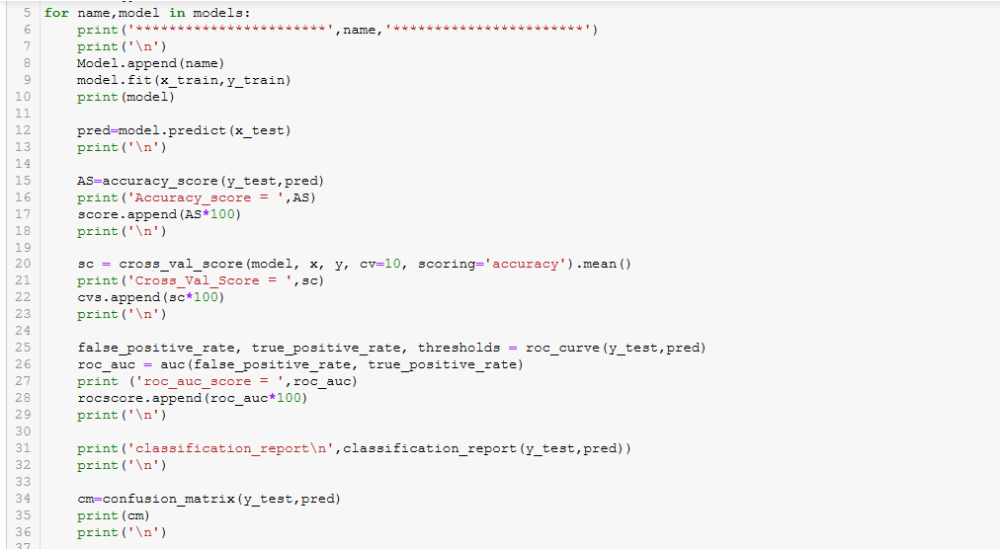 5 for name,model in models:
6     print('***********************',name,'***********************')
7     print('\n')
8     Model.append(name)
9     model.fit(x_train,y_train)
10     print(model)
11
12     pred=model.predict(x_test)
13     print('\n')
14
15     AS=accuracy_score(y_test,pred)
16     print('Accuracy_score = ',AS)
17     score.append(AS*100)
18     print('\n')
19
20     sc = cross_val_score(model, x, y, cv=10, scoring='accuracy').mean()
21     print('Cross_Val_Score = ',sc)
22     cvs.append(sc*100)
23     print('\n')
24
25     false_positive_rate, true_positive_rate, thresholds = roc_curve(y_test,pred)
26     roc_auc = auc(false_positive_rate, true_positive_rate)
27     print ('roc_auc_score = ',roc_auc)
28     rocscore.append(roc_auc*100)
29     print('\n')
30
31     print('classification_report\n',classification_report(y_test,pred))
32     print('\n')
33
34     cm=confusion_matrix(y_test,pred)
35     print(cm)
36     print('\n')
37